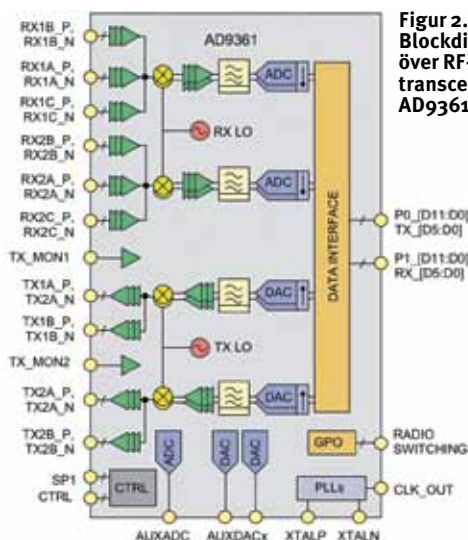 Figur 2.
Blockdi
över RF-
transce
AD9361
AD9361
RX1B_P,
RX1B_N
RX1A_P,
RX1A_N
RX1C_P,
RX1C_N
RX2B_P,
RX2B_N
RX2A_P,
RX2A_N
RX2C_P,
RX2C_N
TX_MON1
TX1A_P,
TX2A_N
TX1B_P,
TX1B_N
TX_MON2
TX2A_P,
TX2A_N
TX2B_P,
TX2B_N
SP1
CTRL
ADC
RX LO
ADC
DAC
TX LO
DAC
DATA INTERFACE
P0_[D11:D0]
TX_[D5:D0]
P1_[D11:D0]
RX_[D5:D0]
GPO
RADIO
SWITCHING
CTRL
ADC
DAC
DAC
PLLs
CLK_OUT
AUXADC
AUXDACx
XTALP
XTALN